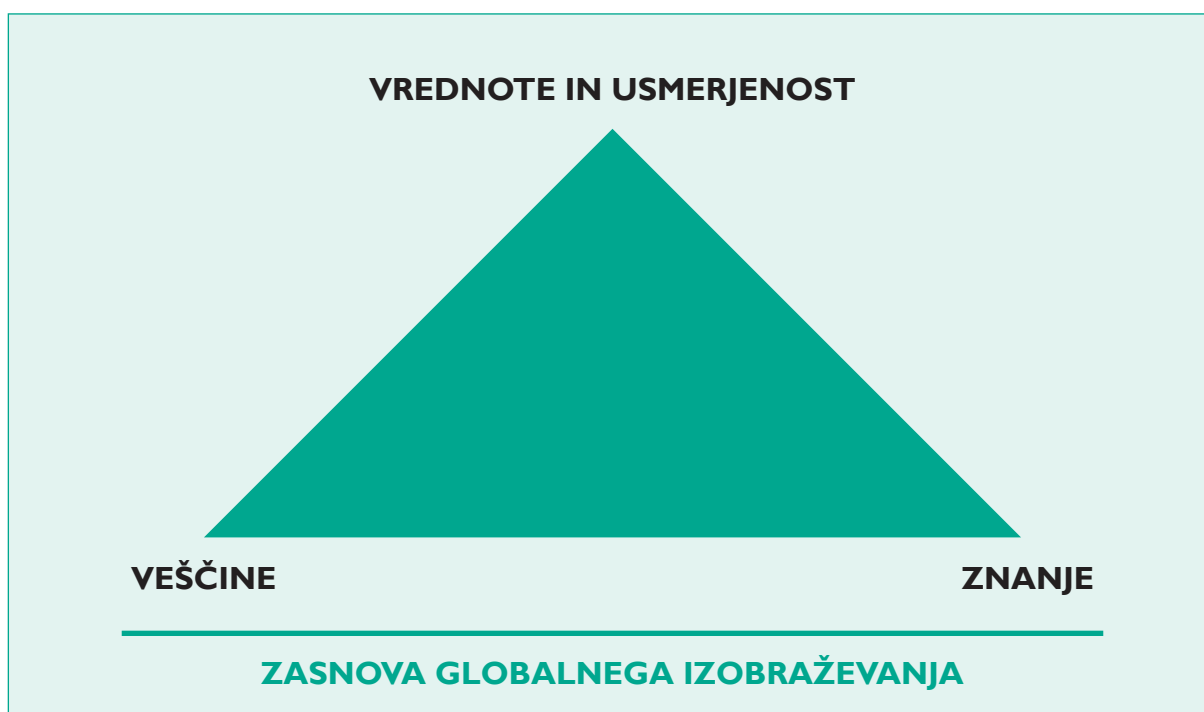 VREDNOTE IN USMERJENOST
VEŠČINE
ZNANJE
ZASNOVA GLOBALNEGA IZOBRAŽEVANJA